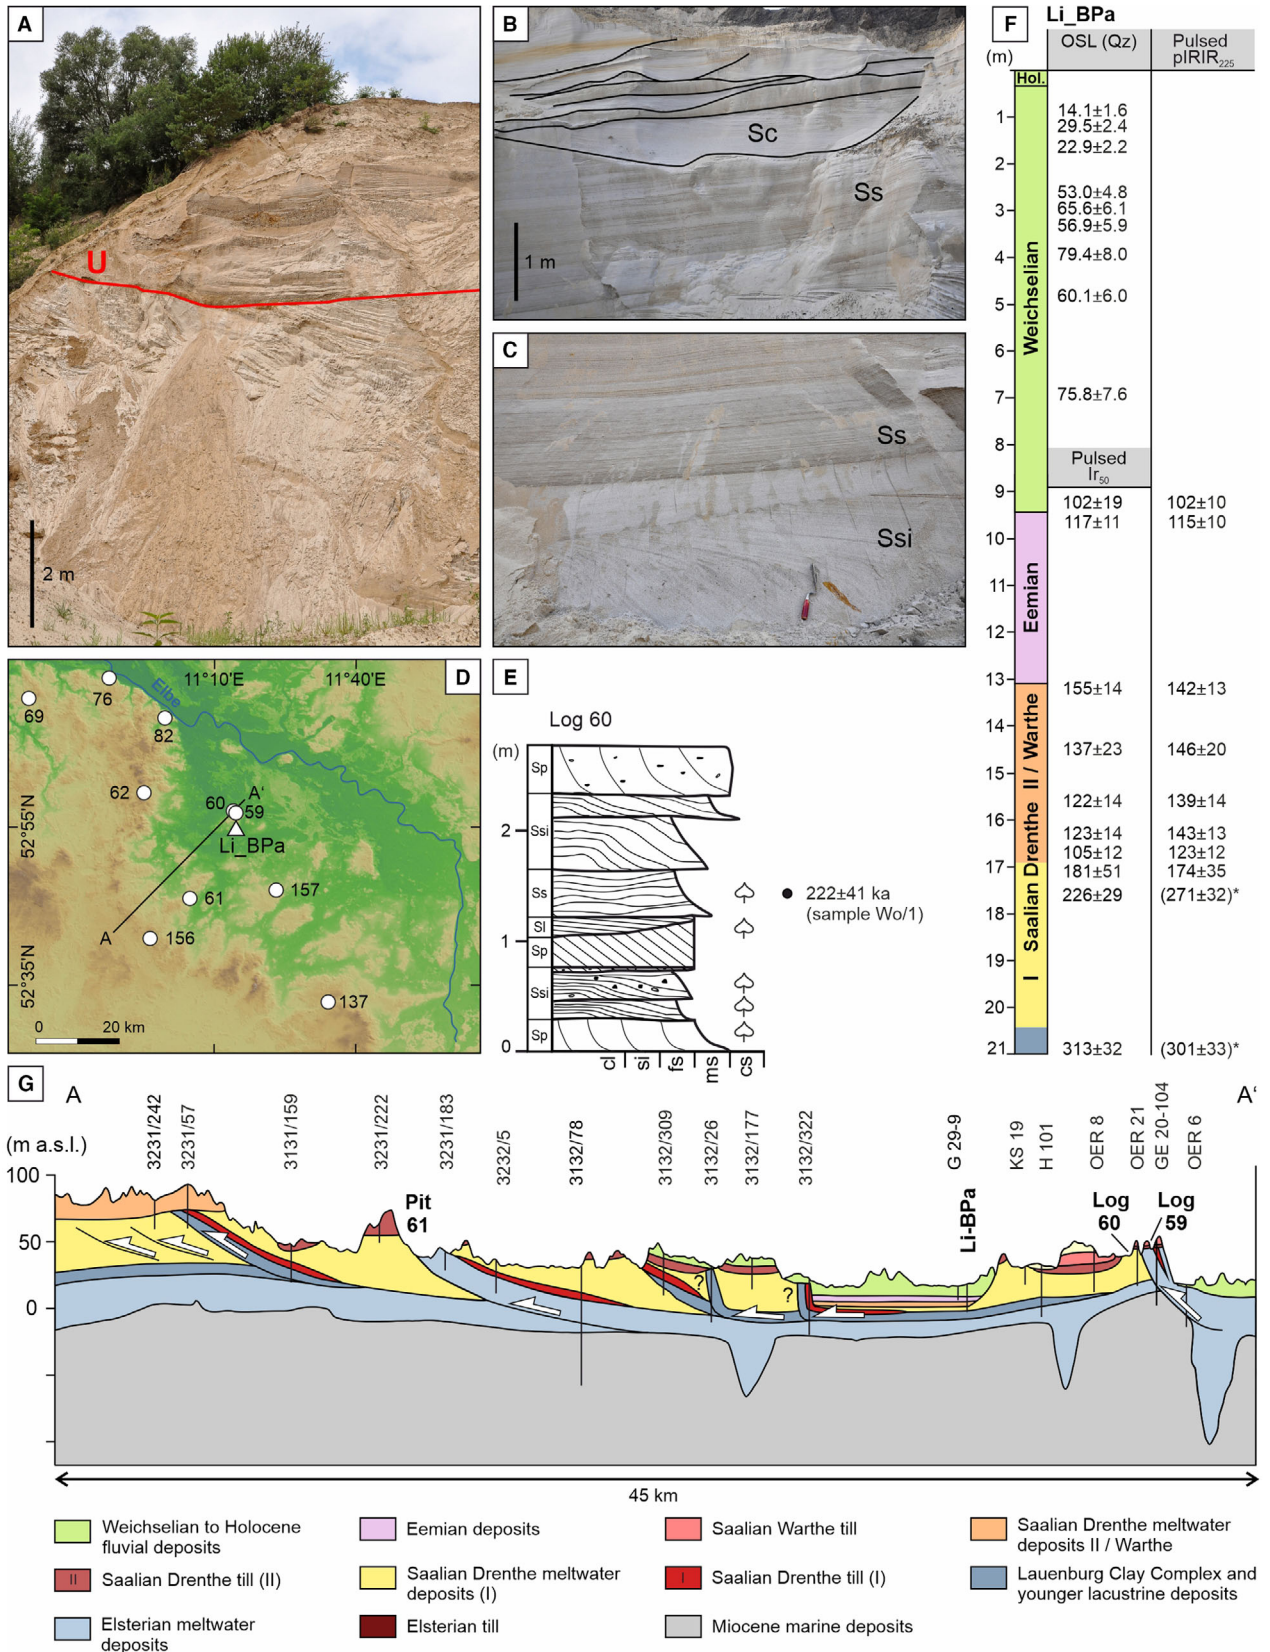 A
U
2 m
B
Sc
Ss
1 m
C
Ss
Ssi
D
11°10'E
11°40'E
Elbe
76
69
82
62
60
A'
59
Li_BPa
52°55'N
61
157
A
156
52°35'N
137
0
20 km
E
Log 60
(m)
Sp
2
Ssi
Ss
222±41 ka
(sample Wo/1)
Sl
1
Sp
Ssi
Sp
0
cl
si
fs
ms
cs
F
Li_BPa
OSL (Qz)
Pulsed
pIRIR225
(m)
Hol.
1
14.1±1.6
29.5±2.4
22.9±2.2
2
53.0±4.8
3
65.6±6.1
56.9±5.9
4
79.4±8.0
60.1±6.0
5
Weichselian
6
7
75.8±7.6
8
Pulsed
Ir50
9
102±19
102±10
117±11
115±10
10
11
Eemian
12
13
155±14
142±13
14
137±23
146±20
15
122±14
139±14
16
123±14
143±13
105±12
123±12
17
181±51
174±35
226±29
(271±32)*
18
Saalian Drenthe II / Warthe
I
19
20
21
313±32
(301±33)*
G
A
A'
(m a.s.l.)
3231/242
3231/57
3131/159
3231/222
3231/183
3232/5
3132/78
3132/309
3132/26
3132/177
3132/322
G 29-9
KS 19
H 101
OER 8
OER 21
GE 20-104
OER 6
100
50
0
Pit
61
Li-BPa
Log
60
Log
59
?
?
45 km
Weichselian to Holocene
fluvial deposits
Eemian deposits
Saalian Warthe till
Saalian Drenthe meltwater
deposits II / Warthe
II
Saalian Drenthe till (II)
Saalian Drenthe meltwater
deposits (I)
I
Saalian Drenthe till (I)
Lauenburg Clay Complex and
younger lacustrine deposits
Elsterian meltwater
deposits
Elsterian till
Miocene marine deposits